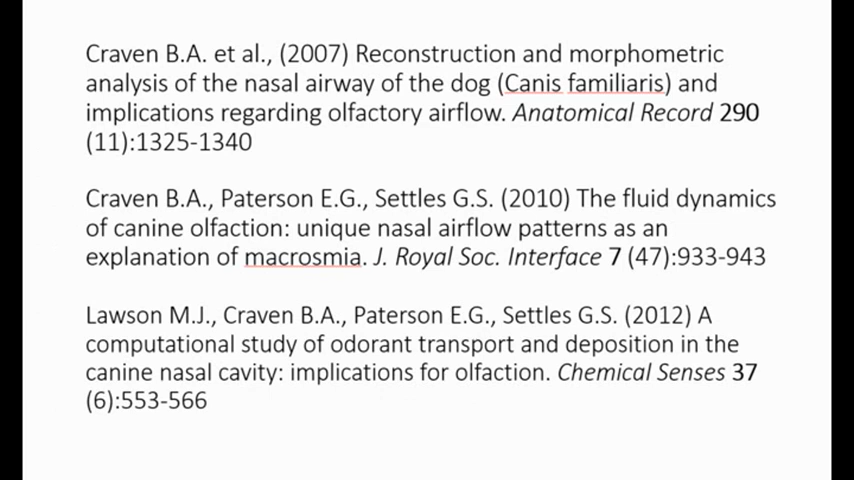 Craven B.A. et al., (2007) Reconstruction and morphometric
analysis of the nasal airway of the dog (Canis familiaris) and
implications regarding olfactory airflow. Anatomical Record 290
(11):1325-1340
Craven B.A., Paterson E.G., Settles G.S. (2010) The fluid dynamics
of canine olfaction: unique nasal airflow patterns as an
explanation of macrosmia. J. Royal Soc. Interface 7 (47):933-943
Lawson M.J., Craven B.A., Paterson E.G., Settles G.S. (2012) A
computational study of odorant transport and deposition in the
canine nasal cavity: implications for olfaction. Chemical Senses 37
(6):553-566